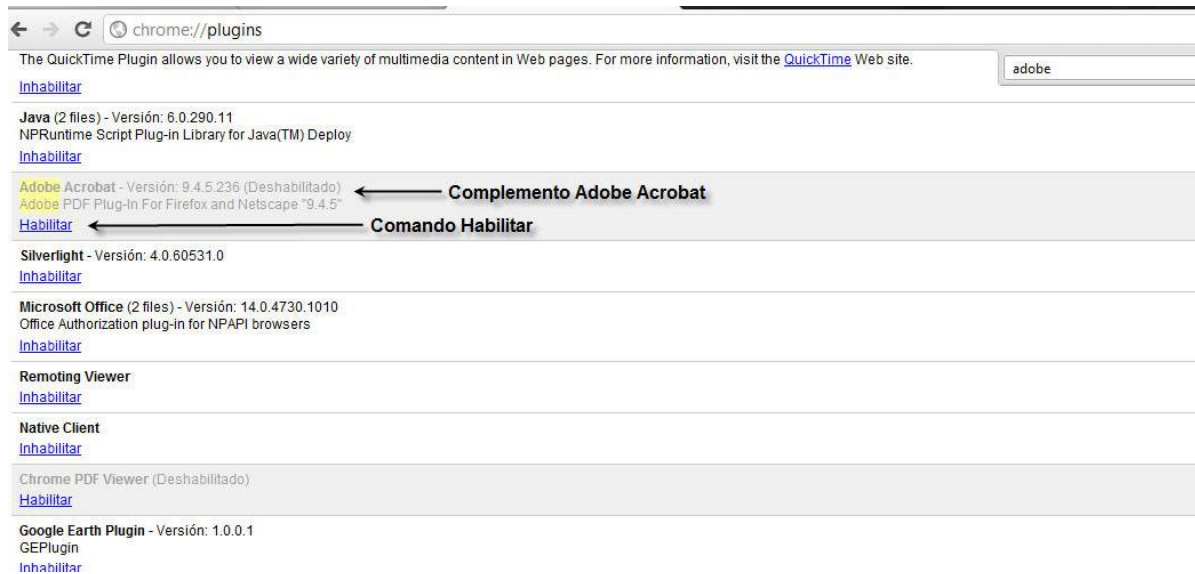 chrome://plugins
The QuickTime Plugin allows you to view a wide variety of multimedia content in Web pages. For more information, visit the QuickTime Web site.
adobe
Inhabilitar
Java (2 files) - Versión: 6.0.290.11
NPRuntime Script Plug-in Library for Java(TM) Deploy
Inhabilitar
Adobe Acrobat - Versión: 9.4.5.236 (Deshabilitado)
Complemento Adobe Acrobat
Adobe PDF Plug-In For Firefox and Netscape "9.4.5"
Habilitar
Comando Habilitar
Silverlight - Versión: 4.0.60531.0
Inhabilitar
Microsoft Office (2 files) - Versión: 14.0.4730.1010
Office Authorization plug-in for NPAPI browsers
Inhabilitar
Remoting Viewer
Inhabilitar
Native Client
Inhabilitar
Chrome PDF Viewer (Deshabilitado)
Habilitar
Google Earth Plugin - Versión: 1.0.0.1
GEPlugin
Inhabilitar